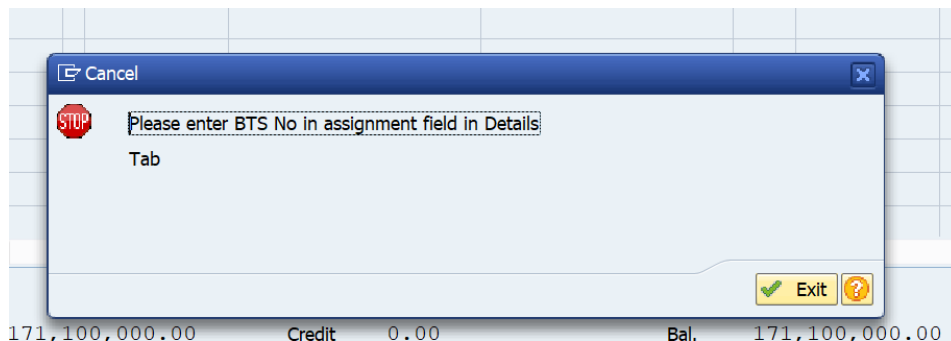 Cancel
STOP
Please enter BTS No in assignment field in Details
Tab
Exit
171,100,000.00 Credit 0.00 Bal. 171,100,000.00